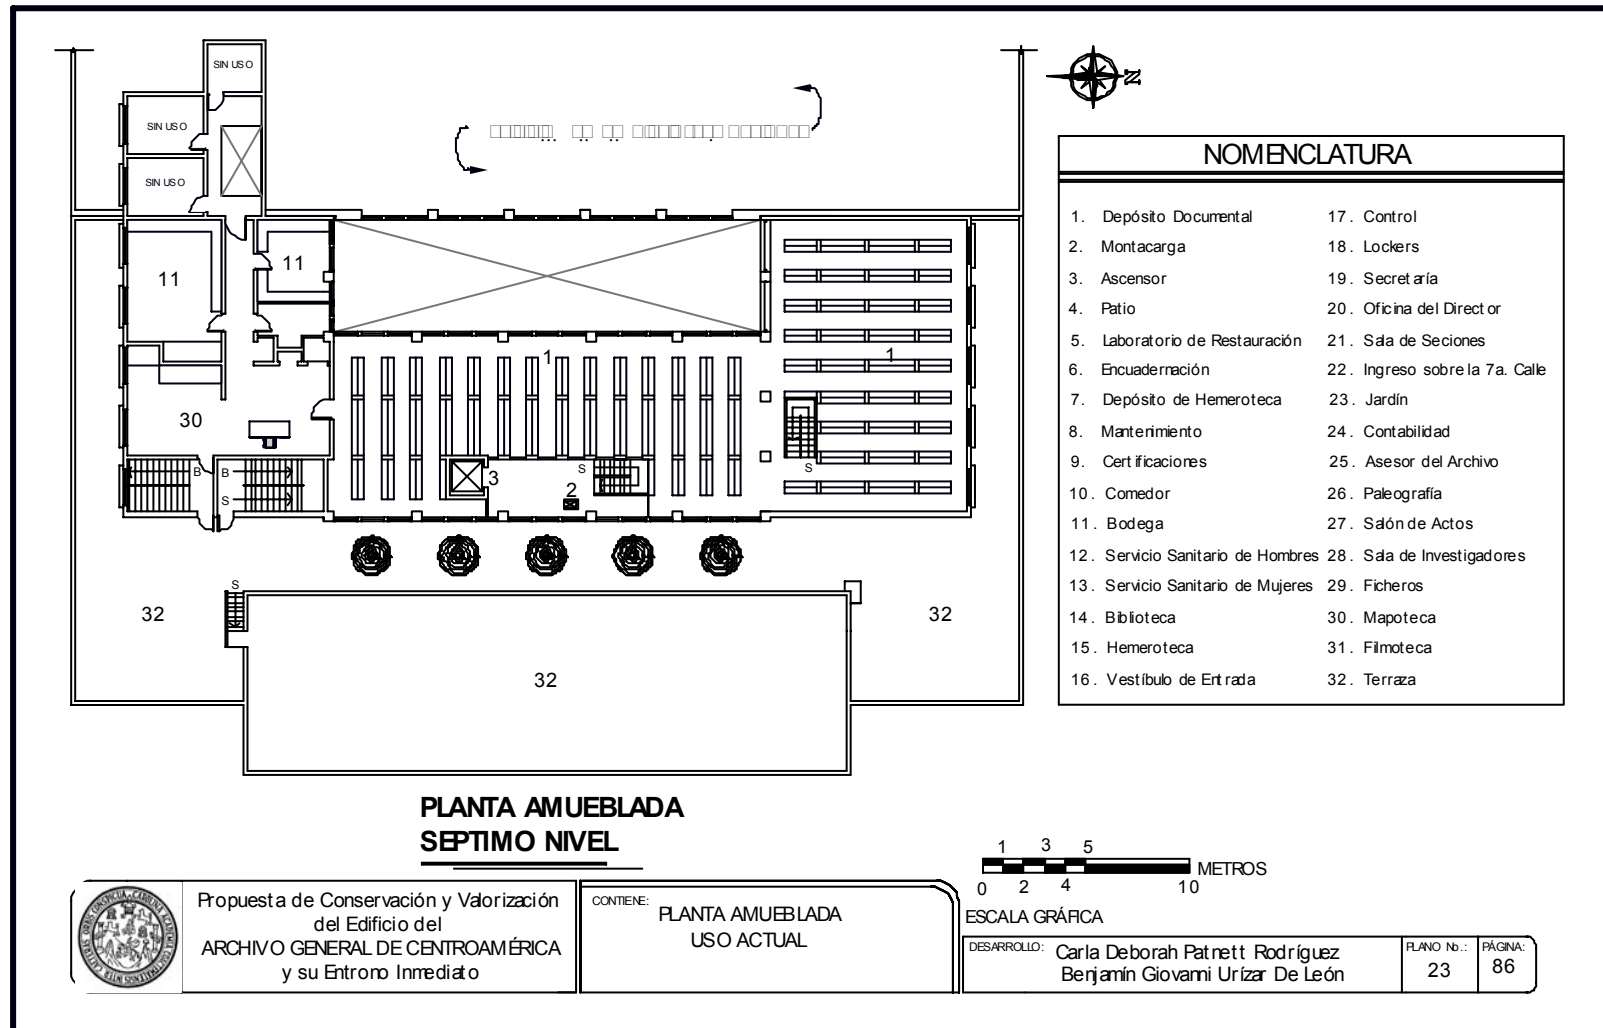 SIN USO
SIN USO
SIN USO
N
11
11
1
1
30
3
2
B
B
S
S
S
S
32
32
32
NOMENCLATURA
1. Depósito Documental
2. Montacarga
3. Ascensor
4. Patio
5. Laboratorio de Restauración
6. Encuadernación
7. Depósito de Hemeroteca
8. Mantenimiento
9. Certificaciones
10. Comedor
11. Bodega
12. Servicio Sanitario de Hombres
13. Servicio Sanitario de Mujeres
14. Biblioteca
15. Hemeroteca
16. Vestíbulo de Entrada
17. Control
18. Lockers
19. Secretaría
20. Oficina del Director
21. Sala de Seciones
22. Ingreso sobre la 7a. Calle
23. Jardín
24. Contabilidad
25. Asesor del Archivo
26. Paleografía
27. Salón de Actos
28. Sala de Investigadores
29. Ficheros
30. Mapoteca
31. Filmoteca
32. Terraza
PLANTA AMUEBLADA
SEPTIMO NIVEL
1 3 5
METROS
0 2 4 10
ESCALA GRÁFICA
Propuesta de Conservación y Valorización
del Edificio del
ARCHIVO GENERAL DE CENTROAMÉRICA
y su Entrono Inmediato
CONTIENE:
PLANTA AMUEBLADA
USO ACTUAL
DESARROLLO:
Carla Deborah Patnett Rodríguez
Benjamín Giovanni Urízar De León
PLANO No.:
23
PÁGINA:
86